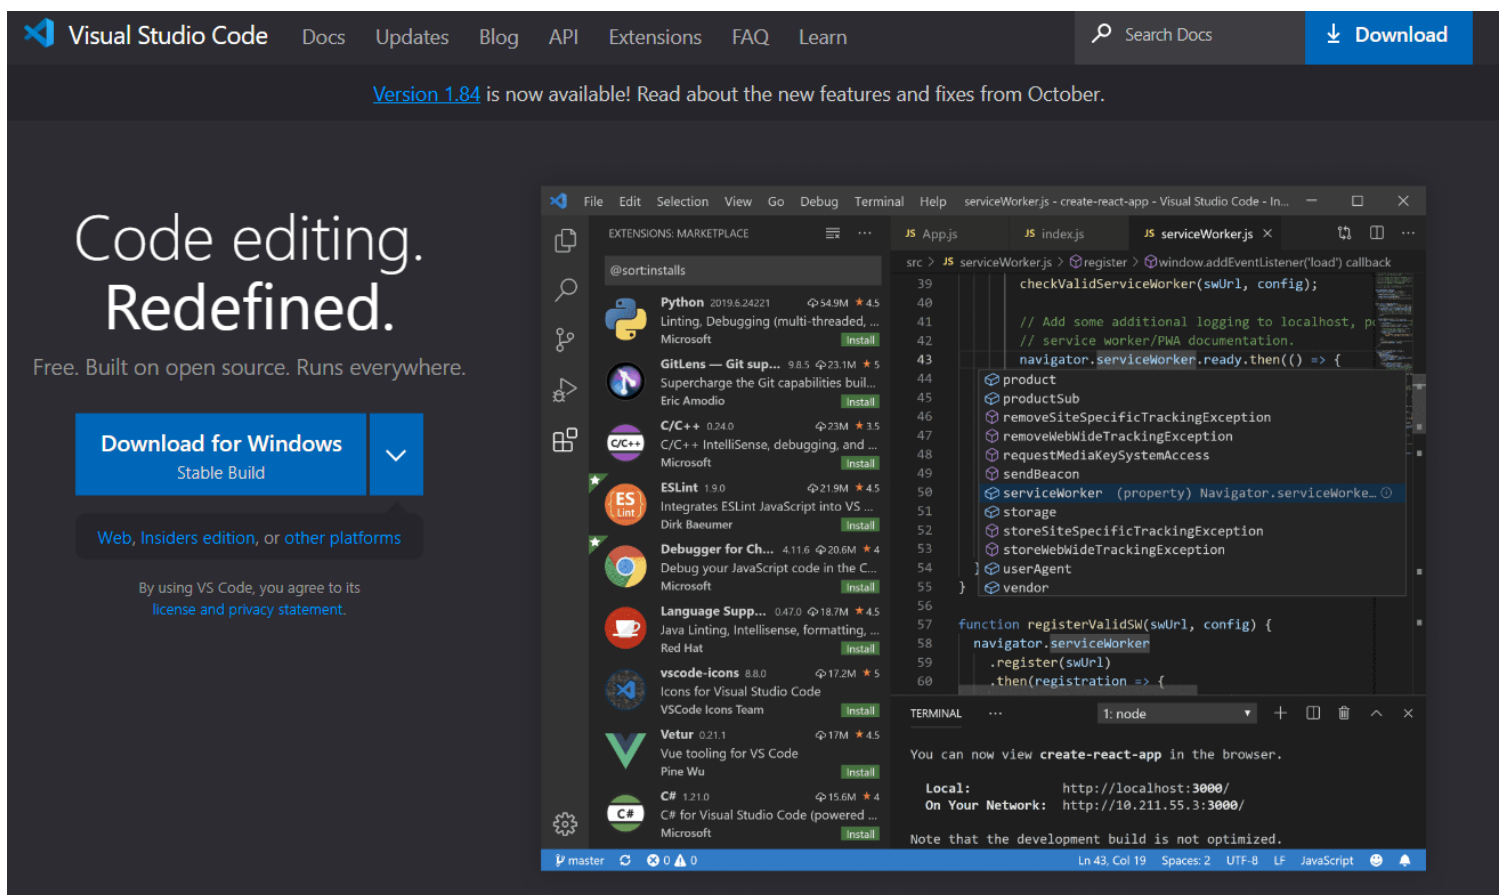 Visual Studio Code Docs Updates Blog API Extensions FAQ Learn Search Docs Download
Version 1.84 is now available! Read about the new features and fixes from October.
Code editing.
Redefined.
Free. Built on open source. Runs everywhere.
Download for Windows
Stable Build
Web, Insiders edition, or other platforms
By using VS Code, you agree to its
license and privacy statement.
File Edit Selection View Go Debug Terminal Help serviceWorker.js - create-react-app - Visual Studio Code - In...
EXTENSIONS: MARKETPLACE
@sort:installs
Python 2019.6.24221 54.9M ★ 4.5
Linting, Debugging (multi-threaded, ...
Microsoft Install
GitLens — Git sup... 9.8.5 23.1M ★ 5
Supercharge the Git capabilities buil...
Eric Amodio Install
C/C++
C/C++ 0.24.0 23M ★ 3.5
C/C++ IntelliSense, debugging, and ...
Microsoft Install
ES
Lint
ESLint 1.9.0 21.9M ★ 4.5
Integrates ESLint JavaScript into VS ...
Dirk Baeumer Install
Debugger for Ch... 4.11.6 20.6M ★ 4
Debug your JavaScript code in the C...
Microsoft Install
Language Supp... 0.47.0 18.7M ★ 4.5
Java Linting, Intellisense, formatting, ...
Red Hat Install
vscode-icons 8.8.0 17.2M ★ 5
Icons for Visual Studio Code
VSCode Icons Team Install
Vetur 0.21.1 17M ★ 4.5
Vue tooling for VS Code
Pine Wu Install
C#
C# 1.21.0 15.6M ★ 4
C# for Visual Studio Code (powered ...
Microsoft Install
JS App.js JS index.js JS serviceWorker.js ×
src > JS serviceWorker.js > register > window.addEventListener('load') callback
39 checkValidServiceWorker(swUrl, config);
40
41 // Add some additional logging to localhost, p
42 // service worker/PWA documentation.
43 navigator.serviceWorker.ready.then(() => {
44 product
45 productSub
46 removeSiteSpecificTrackingException
47 removeWebWideTrackingException
48 requestMediaKeySystemAccess
49 sendBeacon
50 serviceWorker (property) Navigator.serviceWorke...
51 storage
52 storeSiteSpecificTrackingException
53 storeWebWideTrackingException
54 } userAgent
55 } vendor
56
57 function registerValidSW(swUrl, config) {
58 navigator.serviceWorker
59 .register(swUrl)
60 .then(registration => {
TERMINAL ... 1: node
You can now view create-react-app in the browser.
Local: http://localhost:3000/
On Your Network: http://10.211.55.3:3000/
Note that the development build is not optimized.
master 0 0 Ln 43, Col 19 Spaces: 2 UTF-8 LF JavaScript